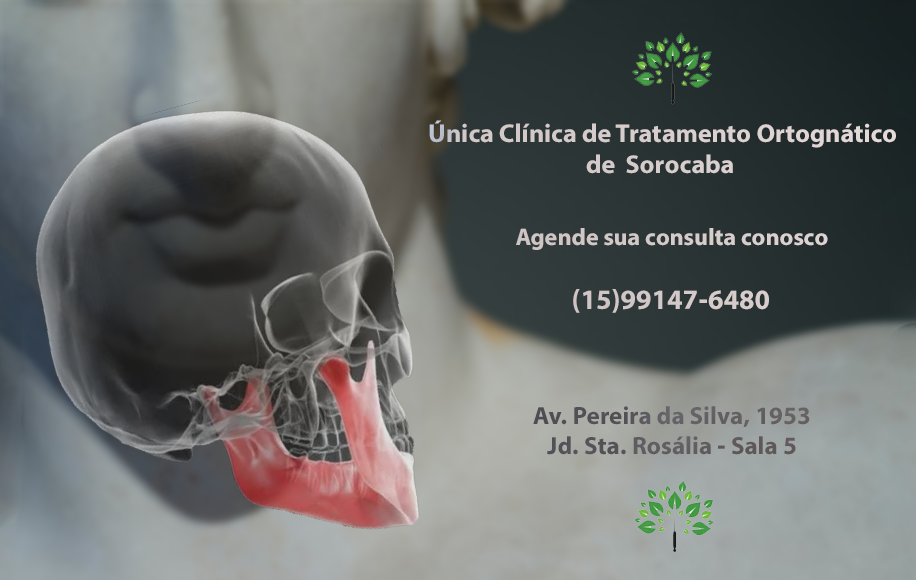 Única Clínica de Tratamento Ortognático
de Sorocaba
Agende sua consulta conosco
(15)99147-6480
Av. Pereira da Silva, 1953
Jd. Sta. Rosália - Sala 5